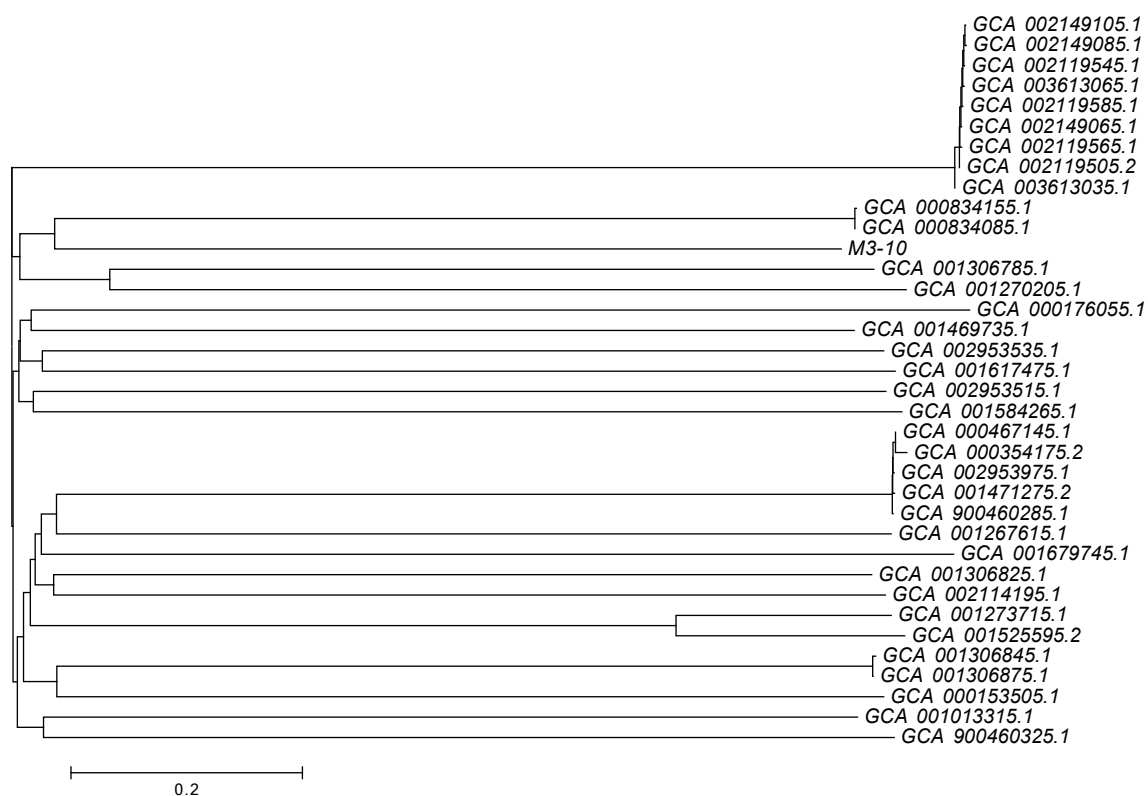 GCA 002149105.1
GCA 002149085.1
GCA 002119545.1
GCA 003613065.1
GCA 002119585.1
GCA 002149065.1
GCA 002119565.1
GCA 002119505.2
GCA 003613035.1
GCA 000834155.1
GCA 000834085.1
M3-10
GCA 001306785.1
GCA 001270205.1
GCA 000176055.1
GCA 001469735.1
GCA 002953535.1
GCA 001617475.1
GCA 002953515.1
GCA 001584265.1
GCA 000467145.1
GCA 000354175.2
GCA 002953975.1
GCA 001471275.2
GCA 900460285.1
GCA 001267615.1
GCA 001679745.1
GCA 001306825.1
GCA 002114195.1
GCA 001273715.1
GCA 001525595.2
GCA 001306845.1
GCA 001306875.1
GCA 000153505.1
GCA 001013315.1
GCA 900460325.1
0.2